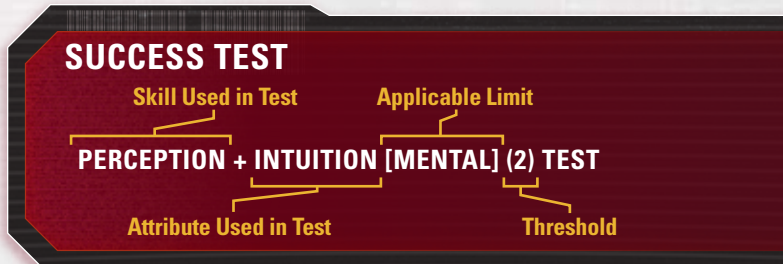 SUCCESS TEST
Skill Used in Test Applicable Limit
PERCEPTION + INTUITION [MENTAL] (2) TEST
Attribute Used in Test Threshold